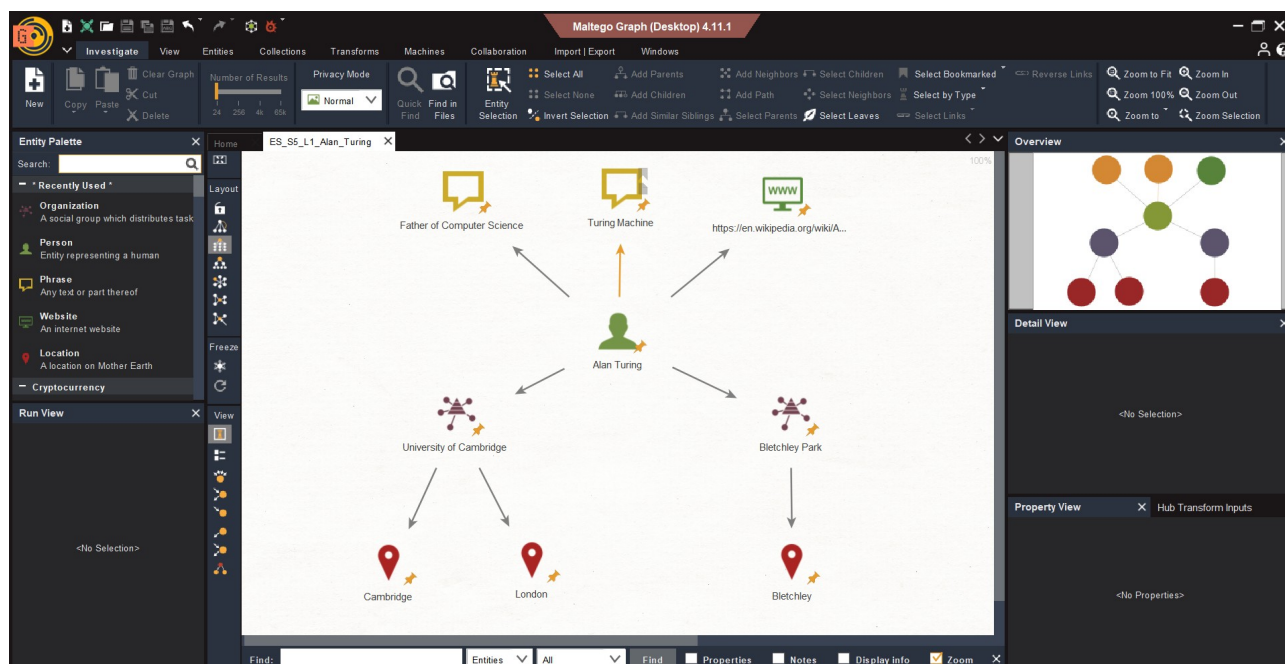 Maltego Graph (Desktop) 4.11.1
Investigate View Entities Collections Transforms Machines Collaboration Import | Export Windows
New
Copy Paste
Clear Graph
Cut
Delete
Number of Results
24 256 4k 65k
Privacy Mode
Normal
Quick Find
Find in Files
Entity Selection
Select All
Select None
Invert Selection
Add Parents
Add Children
Add Similar Siblings
Add Neighbors
Add Path
Select Parents
Select Children
Select Neighbors
Select Leaves
Select Bookmarked
Select by Type
Select Links
Reverse Links
Zoom to Fit
Zoom 100%
Zoom to
Zoom In
Zoom Out
Zoom Selection
Entity Palette
Search:
* Recently Used *
Organization
A social group which distributes task
Person
Entity representing a human
Phrase
Any text or part thereof
Website
An internet website
Location
A location on Mother Earth
Cryptocurrency
Run View
<No Selection>
Home
ES_S5_L1_Alan_Turing
Layout
Freeze
View
100%
Father of Computer Science
Turing Machine
WWW
https://en.wikipedia.org/wiki/A...
Alan Turing
University of Cambridge
Bletchley Park
Cambridge
London
Bletchley
Find:
Entities
All
Find
Properties
Notes
Display info
Zoom
Overview
Detail View
<No Selection>
Property View
Hub Transform Inputs
<No Properties>